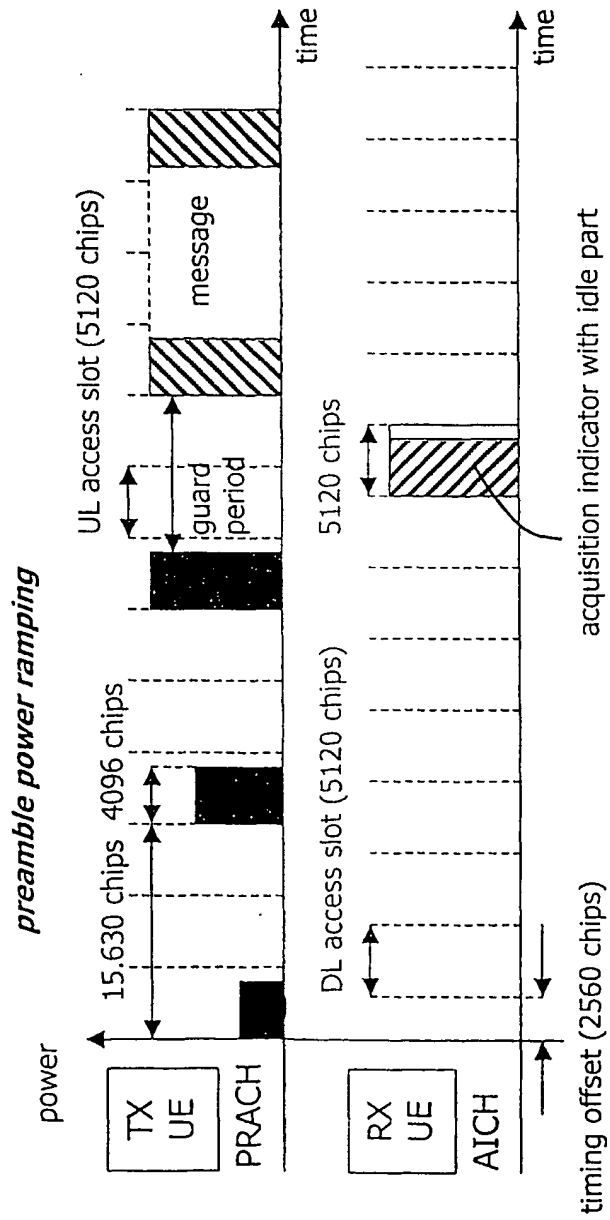 preamble power ramping
power
UL access slot (5120 chips)
15.630 chips
4096 chips
TX
UE
PRACH
guard
period
message
time
DL access slot (5120 chips)
5120 chips
RX
UE
AICH
time
timing offset (2560 chips)
acquisition indicator with idle part